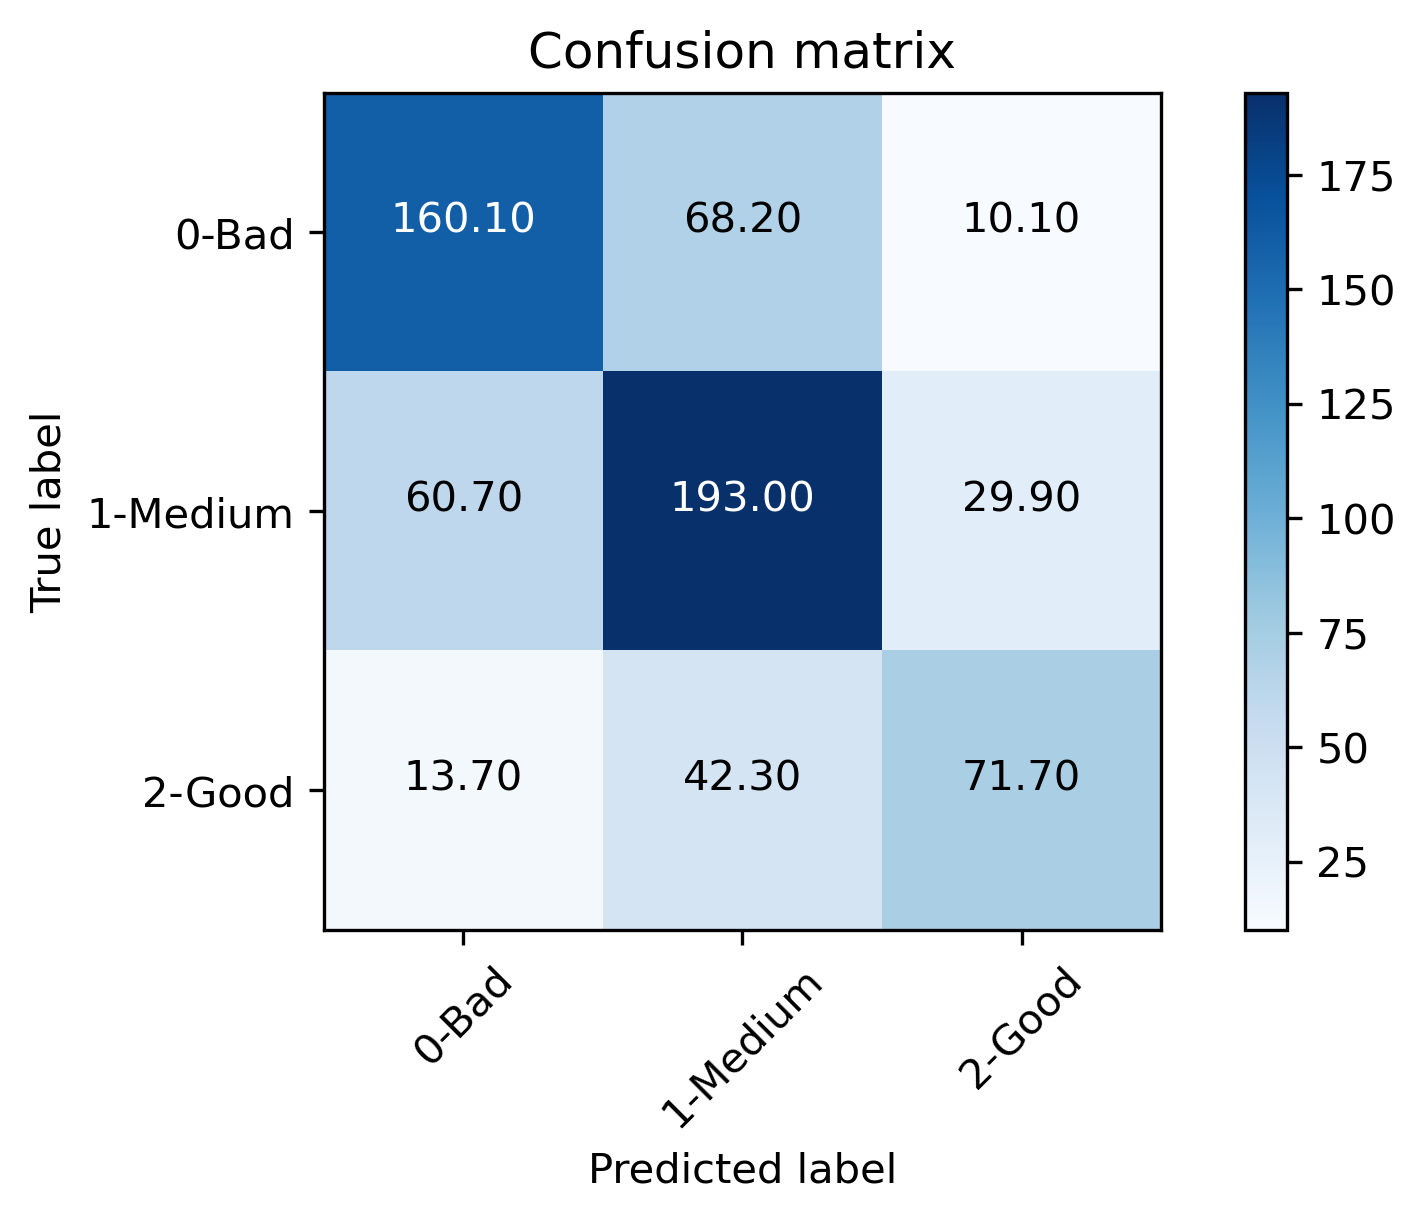 Confusion matrix
0-Bad
160.10 68.20 10.10
1-Medium
60.70 193.00 29.90
2-Good
13.70 42.30 71.70
True label
0-Bad 1-Medium 2-Good
Predicted label
175
150
125
100
75
50
25